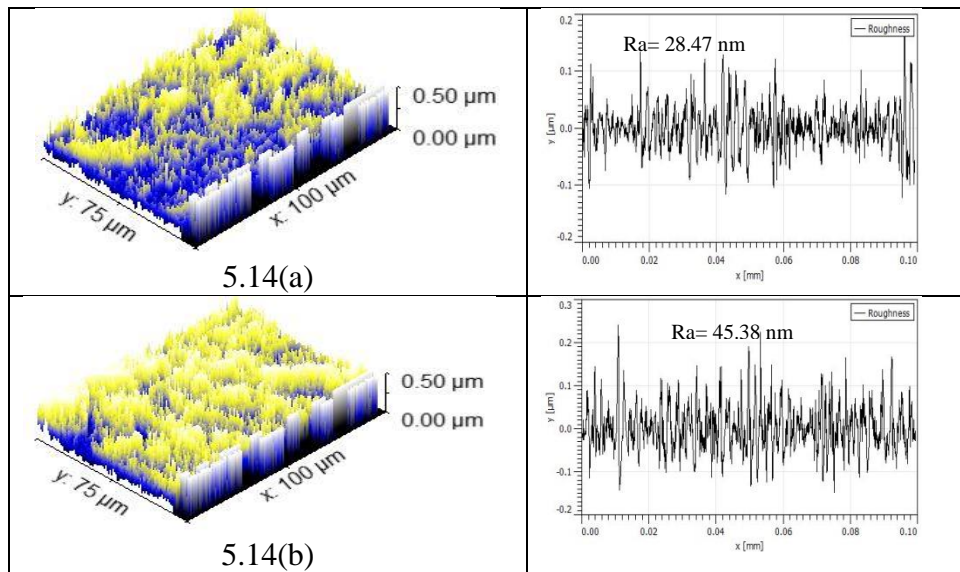 0.50 µm
0.00 µm
y: 75 µm
x: 100 µm
5.14(a)
Roughness
Ra= 28.47 nm
0.2
0.1
0.0
-0.1
-0.2
y [µm]
0.00
0.02
0.04
0.06
0.08
0.10
x [mm]
0.50 µm
0.00 µm
y: 75 µm
x: 100 µm
5.14(b)
Roughness
Ra= 45.38 nm
0.3
0.2
0.1
0.0
-0.1
-0.2
y [µm]
0.00
0.02
0.04
0.06
0.08
0.10
x [mm]